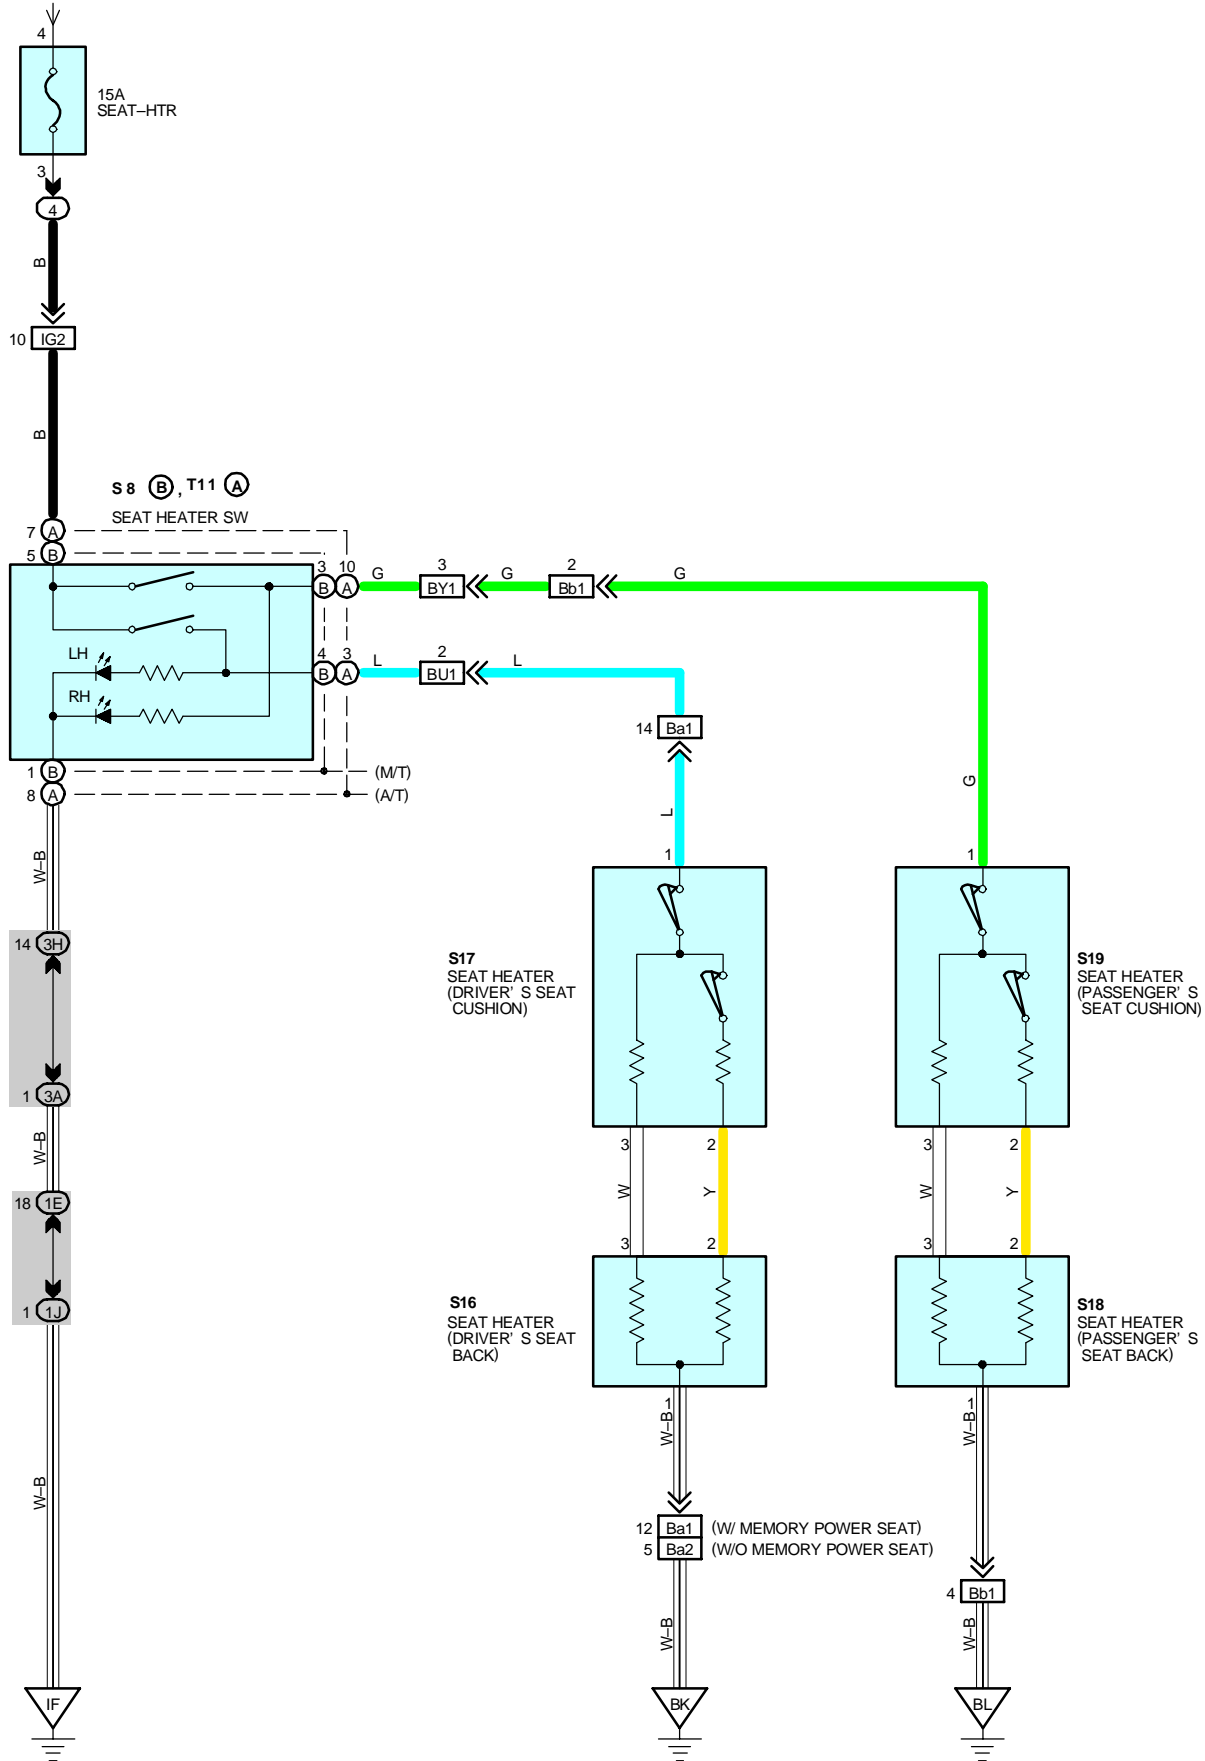 4
15A
SEAT–HTR
3
4
B
10 IG2
B
S 8 B , T11 A
SEAT HEATER SW
7 A
5 B
3 10
B A
G
3
BY1
G
2
Bb1
G
LH
4 3
B A
L
2
BU1
L
RH
14 Ba1
1 B
(M/T)
8 A
(A/T)
G
L
W–B
1
1
14 3H
S17
SEAT HEATER
(DRIVER' S SEAT
CUSHION)
S19
SEAT HEATER
(PASSENGER' S
SEAT CUSHION)
1 3A
W–B
3 2
3 2
W Y
W Y
18 1E
3 2
3 2
1 1J
S16
SEAT HEATER
(DRIVER' S SEAT
BACK)
S18
SEAT HEATER
(PASSENGER' S
SEAT BACK)
1
W–B
1
W–B
W–B
12 Ba1 (W/ MEMORY POWER SEAT)
5 Ba2 (W/O MEMORY POWER SEAT)
4 Bb1
W–B
W–B
IF
BK
BL